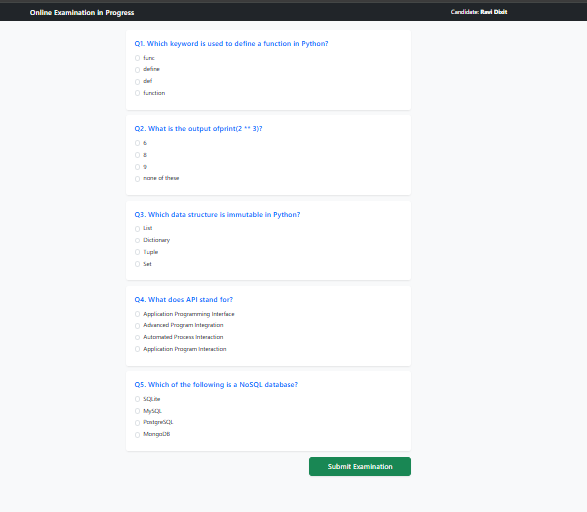 Online Examination in Progress
Candidate: Ravi Dixit
Q1. Which keyword is used to define a function in Python?
func
define
def
function
Q2. What is the output ofprint(2 ** 3)?
6
8
9
none of these
Q3. Which data structure is immutable in Python?
List
Dictionary
Tuple
Set
Q4. What does API stand for?
Application Programming Interface
Advanced Program Integration
Automated Process Interaction
Application Program Interaction
Q5. Which of the following is a NoSQL database?
SQLite
MySQL
PostgreSQL
MongoDB
Submit Examination